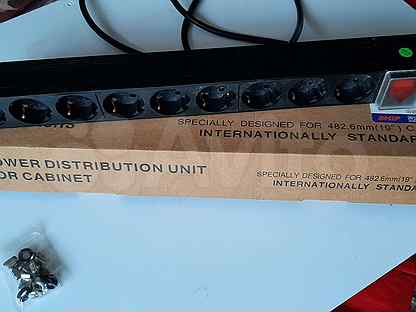 SPECIALLY DESIGNED FOR 482.6mm(19") C
INTERNATIONALLY STANDAR
OWER DISTRIBUTION UNIT
OR CABINET
SPECIALLY DESIGNED FOR 482.6mm(19"
INTERNATIONALLY STANDA